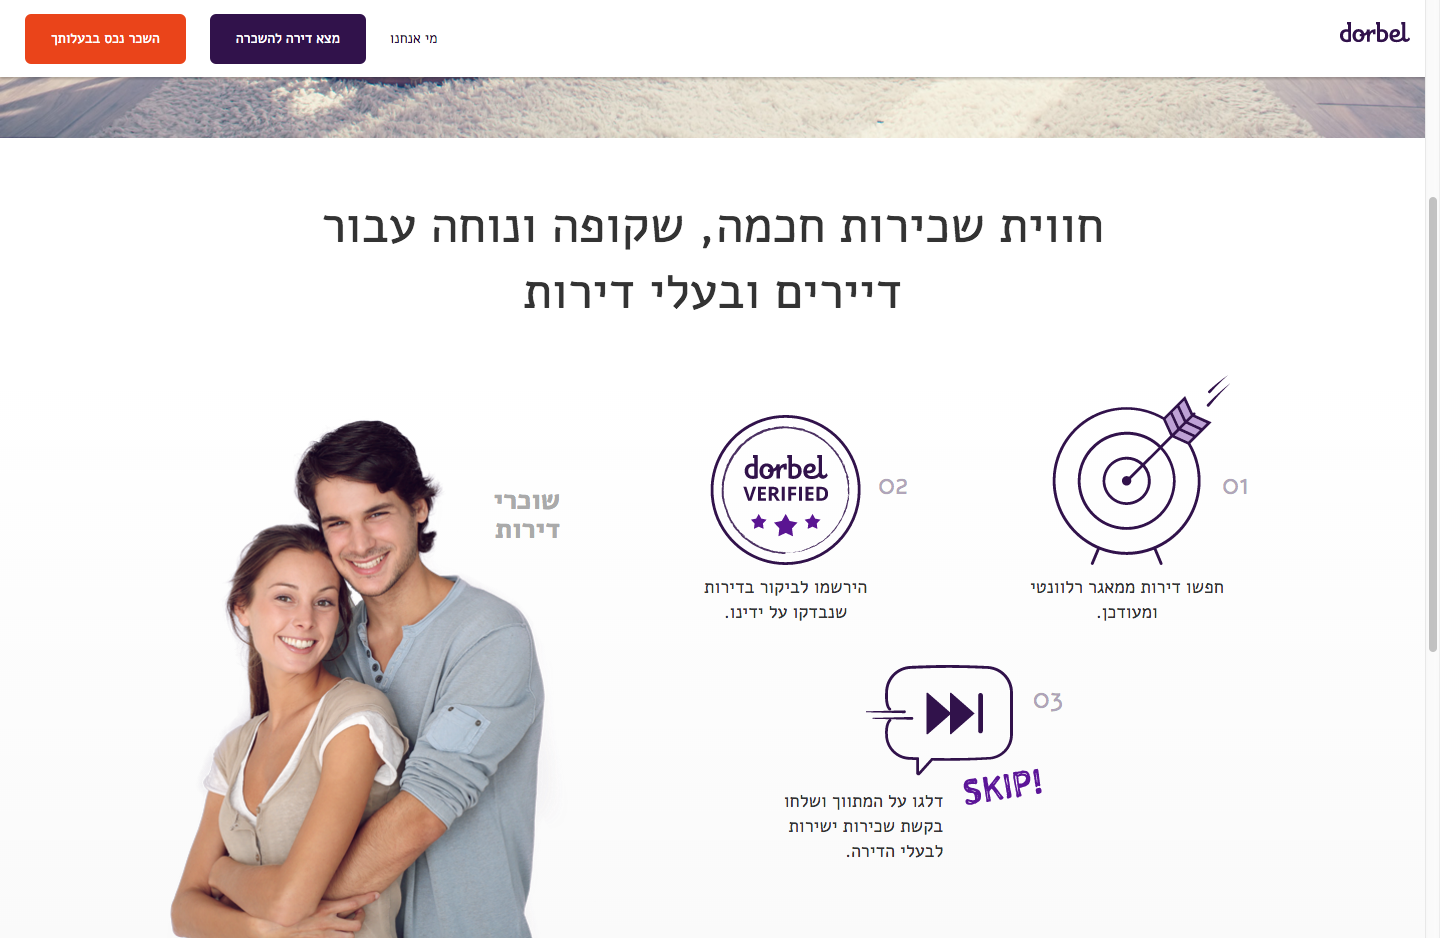 dorbel
מי אנחנו
מצא דירה להשכרה
השכר נכס בבעלותך
חווית שכירות חכמה, שקופה ונוחה עבור
דיירים ובעלי דירות
01
חפשו דירות ממאגר רלוונטי
ומעודכן.
02
dorbel
VERIFIED
הירשמו לביקור בדירות
שנבדקו על ידינו.
שוכרי
דירות
03
SKIP!
דלגו על המתווך ושלחו
בקשת שכירות ישירות
לבעלי הדירה.